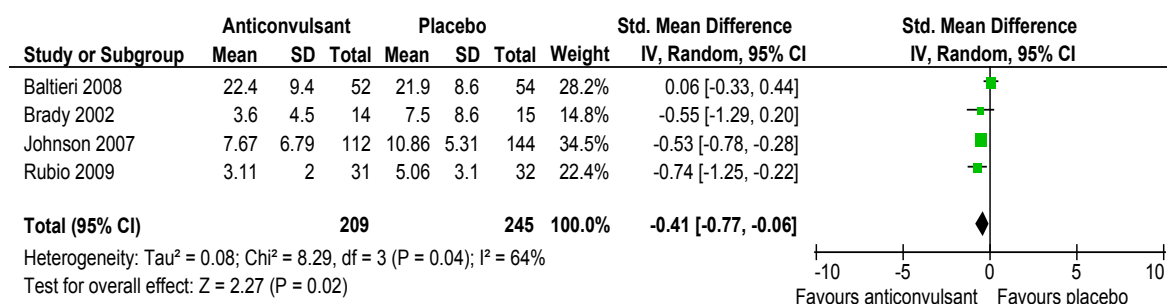 Anticonvulsant Placebo Std. Mean Difference Std. Mean Difference
Study or Subgroup Mean SD Total Mean SD Total Weight IV, Random, 95% CI IV, Random, 95% CI
Baltieri 2008 22.4 9.4 52 21.9 8.6 54 28.2% 0.06 [-0.33, 0.44]
Brady 2002 3.6 4.5 14 7.5 8.6 15 14.8% -0.55 [-1.29, 0.20]
Johnson 2007 7.67 6.79 112 10.86 5.31 144 34.5% -0.53 [-0.78, -0.28]
Rubio 2009 3.11 2 31 5.06 3.1 32 22.4% -0.74 [-1.25, -0.22]
Total (95% CI) 209 245 100.0% -0.41 [-0.77, -0.06]
Heterogeneity: Tau² = 0.08; Chi² = 8.29, df = 3 (P = 0.04); I² = 64%
Test for overall effect: Z = 2.27 (P = 0.02)
-10 -5 0 5 10
Favours anticonvulsant Favours placebo